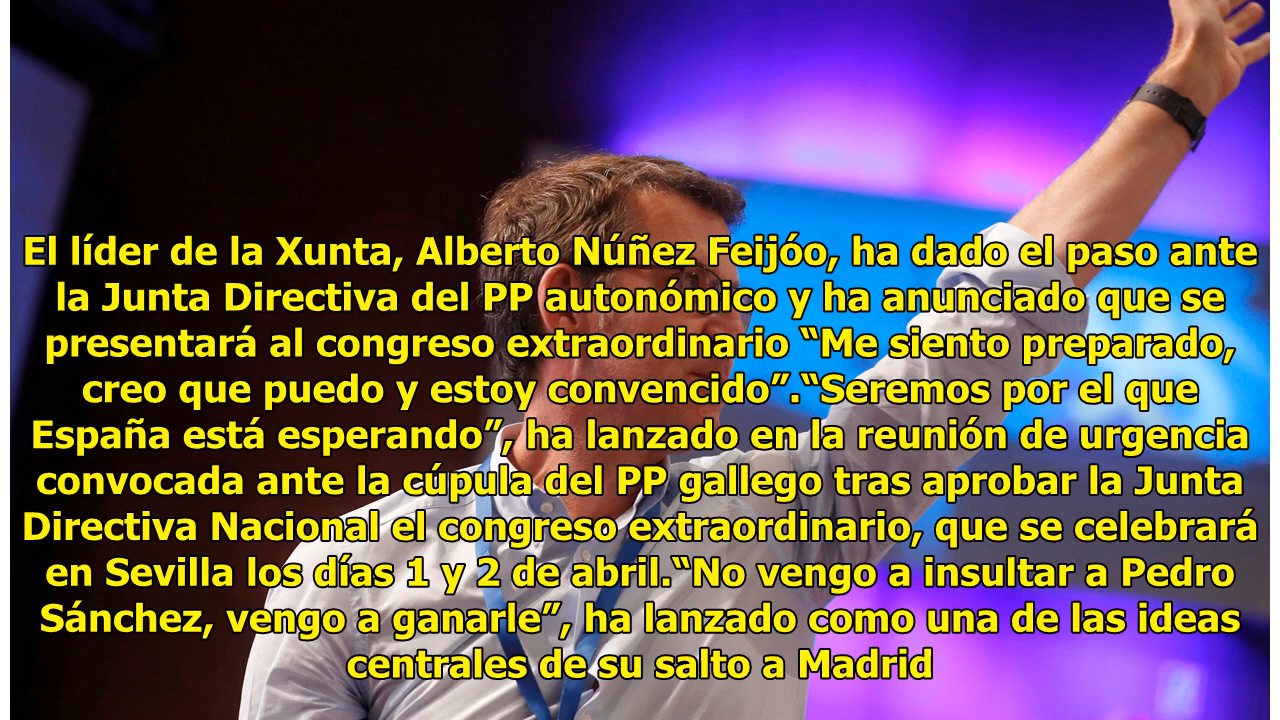 El líder de la Xunta, Alberto Núñez Feijóo, ha dado el paso ante
la Junta Directiva del PP autonómico y ha anunciado que se
presentará al congreso extraordinario “Me siento preparado,
creo que puedo y estoy convencido”.“Seremos por el que
España está esperando”, ha lanzado en la reunión de urgencia
convocada ante la cúpula del PP gallego tras aprobar la Junta
Directiva Nacional el congreso extraordinario, que se celebrará
en Sevilla los días 1 y 2 de abril.“No vengo a insultar a Pedro
Sánchez, vengo a ganarle”, ha lanzado como una de las ideas
centrales de su salto a Madrid